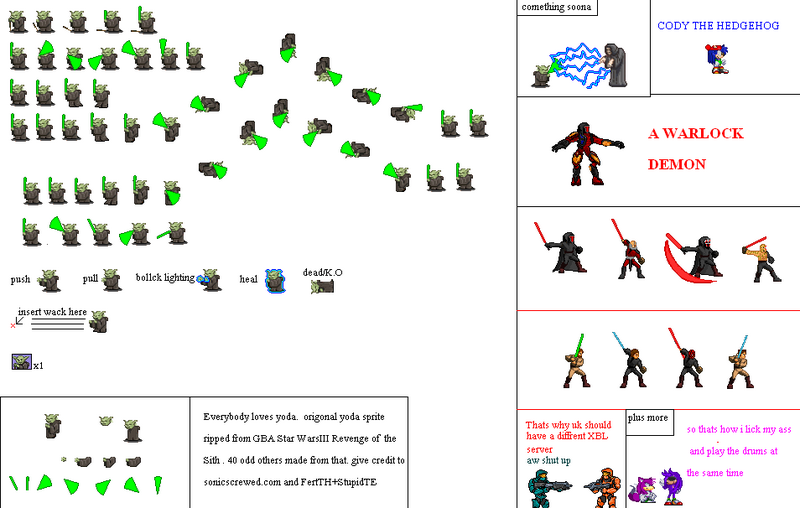 comething soona
CODY THE HEDGEHOG
A WARLOCK
DEMON
push
pull
bollck lighting
heal
dead/K.O
insert wack here
x1
Everybody loves yoda. origonal yoda sprite
ripped from GBA Star WarsIII Revenge of the
Sith . 40 odd others made from that. give credit to
sonicscrewed.com and FertTH+StupidTE
Thats why uk should
have a diffrent XBL
server
aw shut up
plus more
so thats how i lick my ass
and play the drums at
the same time